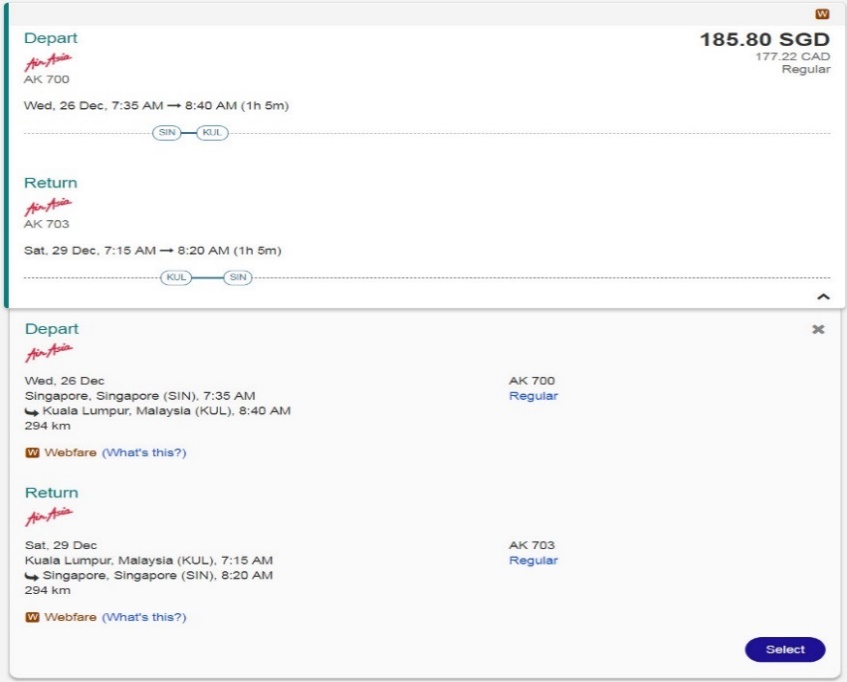 W
Depart
185.80 SGD
AirAsia
177.22 CAD
Regular
AK 700
Wed, 26 Dec, 7:35 AM → 8:40 AM (1h 5m)
SIN KUL
Return
AirAsia
AK 703
Sat, 29 Dec, 7:15 AM → 8:20 AM (1h 5m)
KUL SIN
Depart
AirAsia
Wed, 26 Dec
AK 700
Singapore, Singapore (SIN), 7:35 AM
Regular
Kuala Lumpur, Malaysia (KUL), 8:40 AM
294 km
W Webfare (What's this?)
Return
AirAsia
Sat, 29 Dec
AK 703
Kuala Lumpur, Malaysia (KUL), 7:15 AM
Regular
Singapore, Singapore (SIN), 8:20 AM
294 km
W Webfare (What's this?)
Select